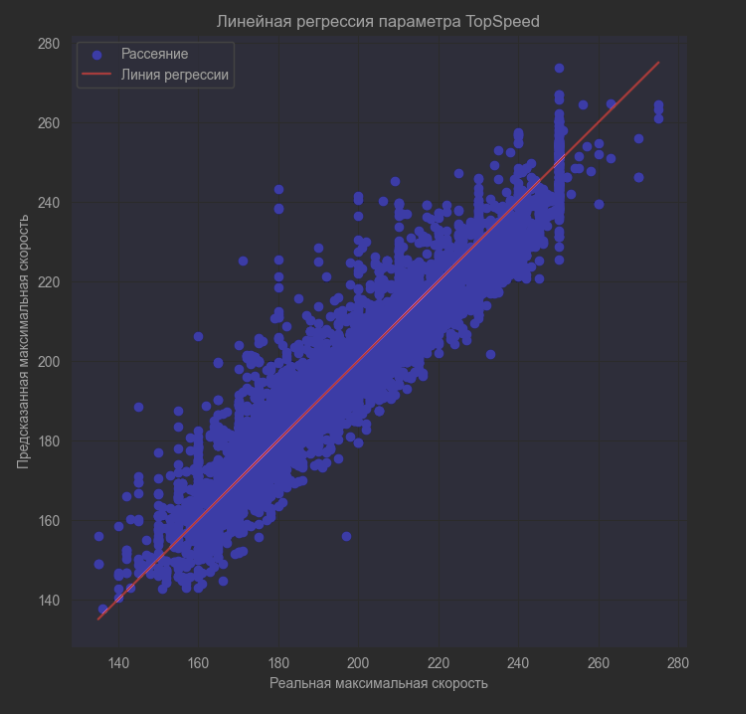 Линейная регрессия параметра TopSpeed
Рассеяние
Линия регрессии
280
260
240
220
200
180
160
140
Предсказанная максимальная скорость
140 160 180 200 220 240 260 280
Реальная максимальная скорость